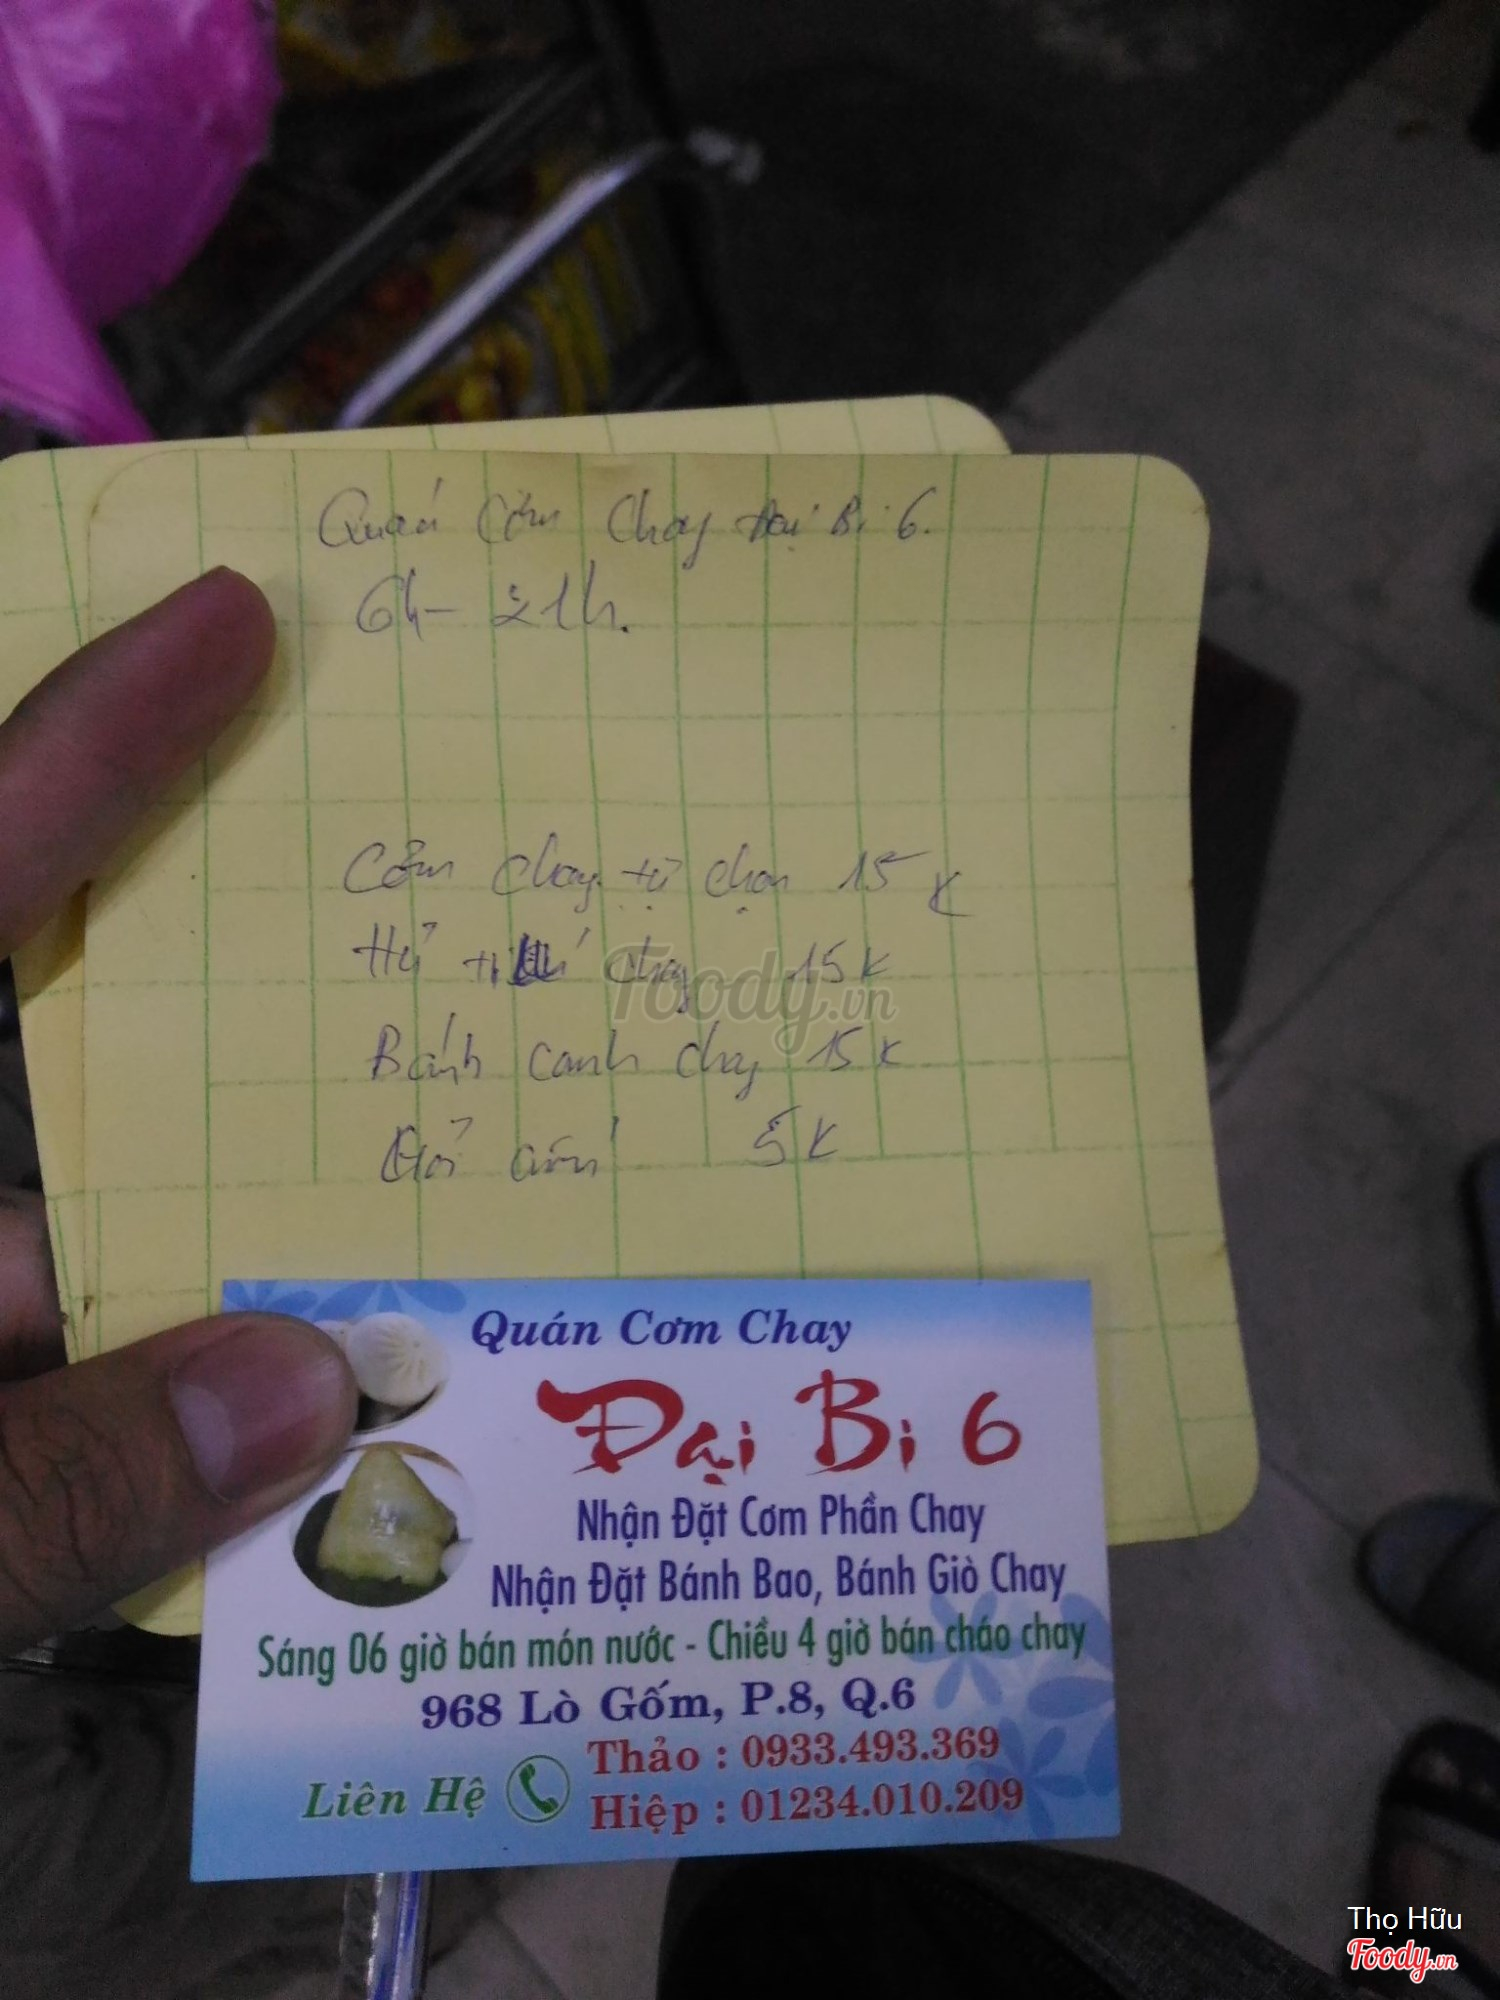 Quán Cơm Chay Đại Bi 6.
6h - 21h.
Cơm chay tự chọn 15K
Hủ tiếu chay 15K
Bánh canh chay 15K
Gỏi cuốn 5K
Foody.vn
Quán Cơm Chay
Đại Bi 6
Nhận Đặt Cơm Phần Chay
Nhận Đặt Bánh Bao, Bánh Giò Chay
Sáng 06 giờ bán món nước - Chiều 4 giờ bán cháo chay
968 Lò Gốm, P.8, Q.6
Liên Hệ
Thảo : 0933.493.369
Hiệp : 01234.010.209
Thọ Hữu
Foody.vn